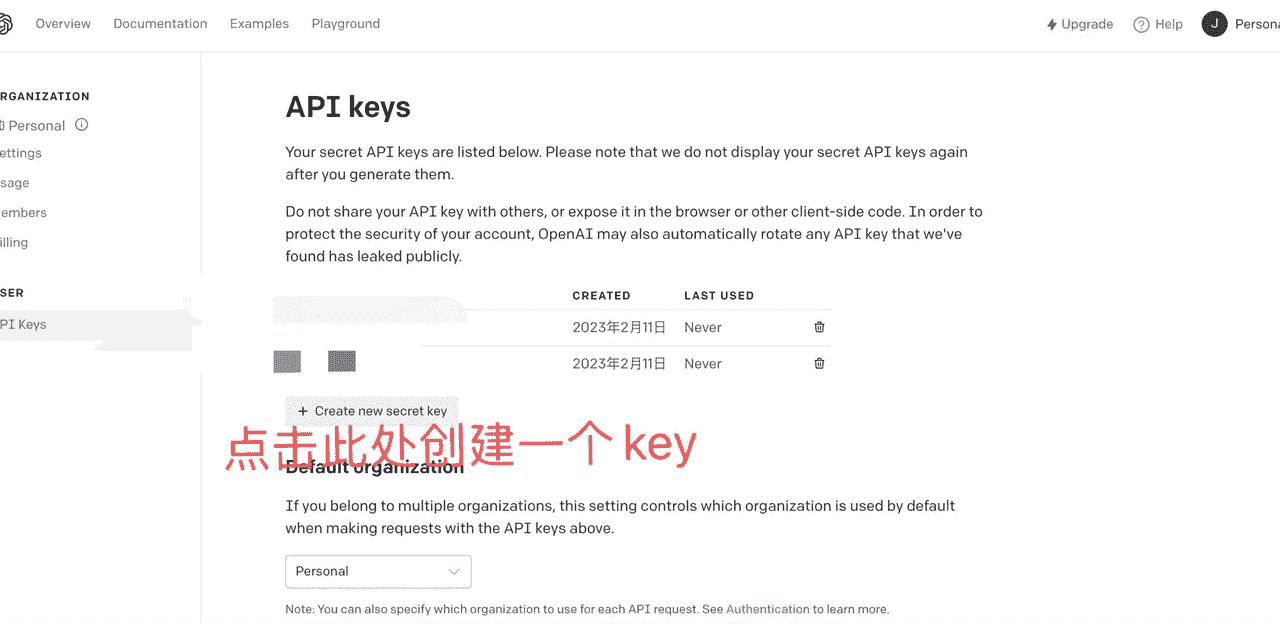 Overview Documentation Examples Playground Upgrade Help J Persona
RGANIZATION
Personal
ettings
sage
embers
illing
SER
PI Keys
API keys
Your secret API keys are listed below. Please note that we do not display your secret API keys again
after you generate them.
Do not share your API key with others, or expose it in the browser or other client-side code. In order to
protect the security of your account, OpenAI may also automatically rotate any API key that we've
found has leaked publicly.
CREATED LAST USED
2023年2月11日 Never
2023年2月11日 Never
+ Create new secret key
点击此处创建一个key
Default organization
If you belong to multiple organizations, this setting controls which organization is used by default
when making requests with the API keys above.
Personal
Note: You can also specify which organization to use for each API request. See Authentication to learn more.